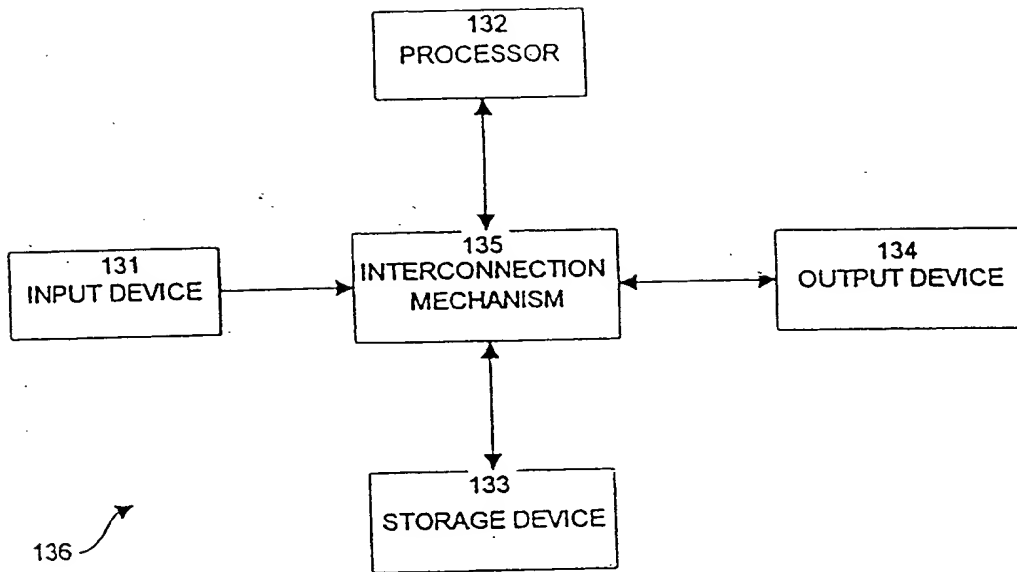 132
PROCESSOR
131
INPUT DEVICE
135
INTERCONNECTION
MECHANISM
134
OUTPUT DEVICE
133
STORAGE DEVICE
136